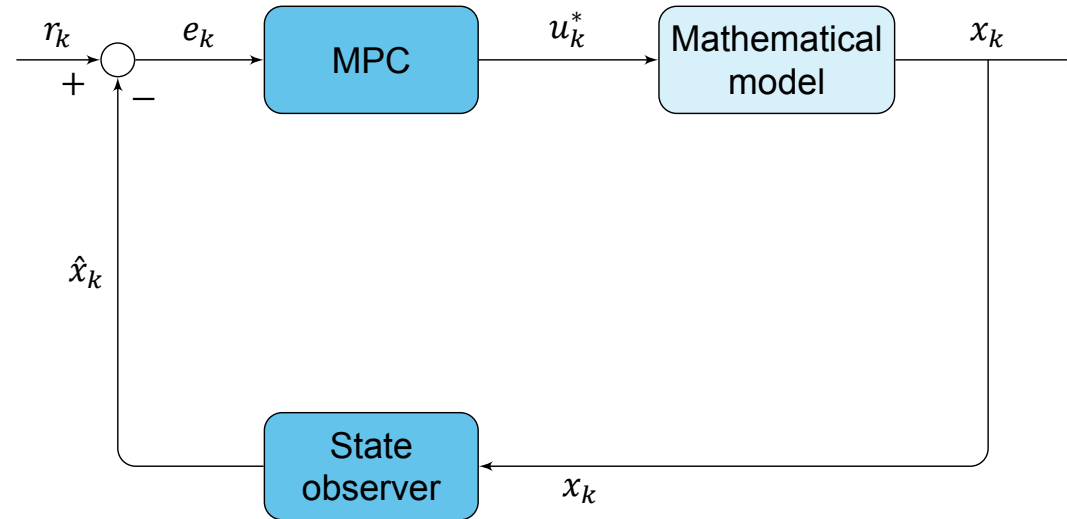 r_k
+
−
e_k
MPC
u_k^*
Mathematical
model
x_k
x̂_k
State
observer
x_k